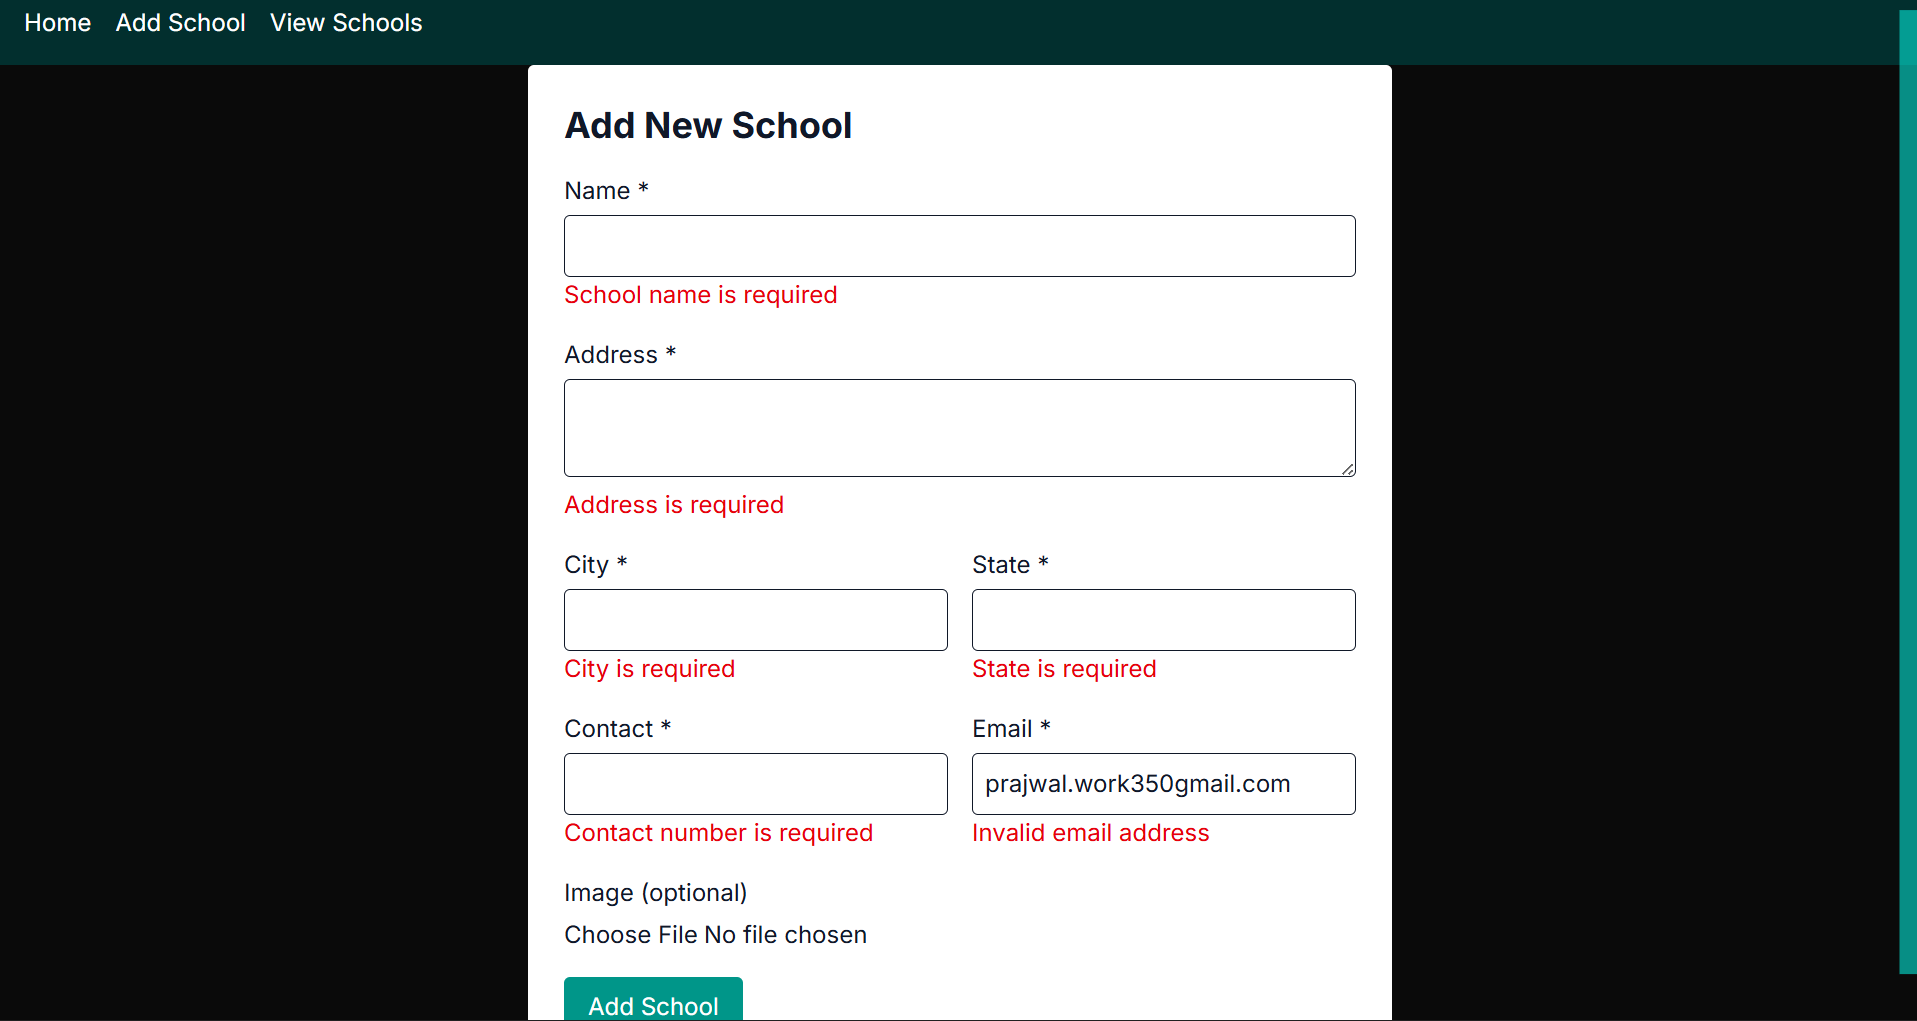 Home Add School View Schools
Add New School
Name *
School name is required
Address *
Address is required
City * State *
City is required State is required
Contact * Email *
prajwal.work350gmail.com
Contact number is required Invalid email address
Image (optional)
Choose File No file chosen
Add School